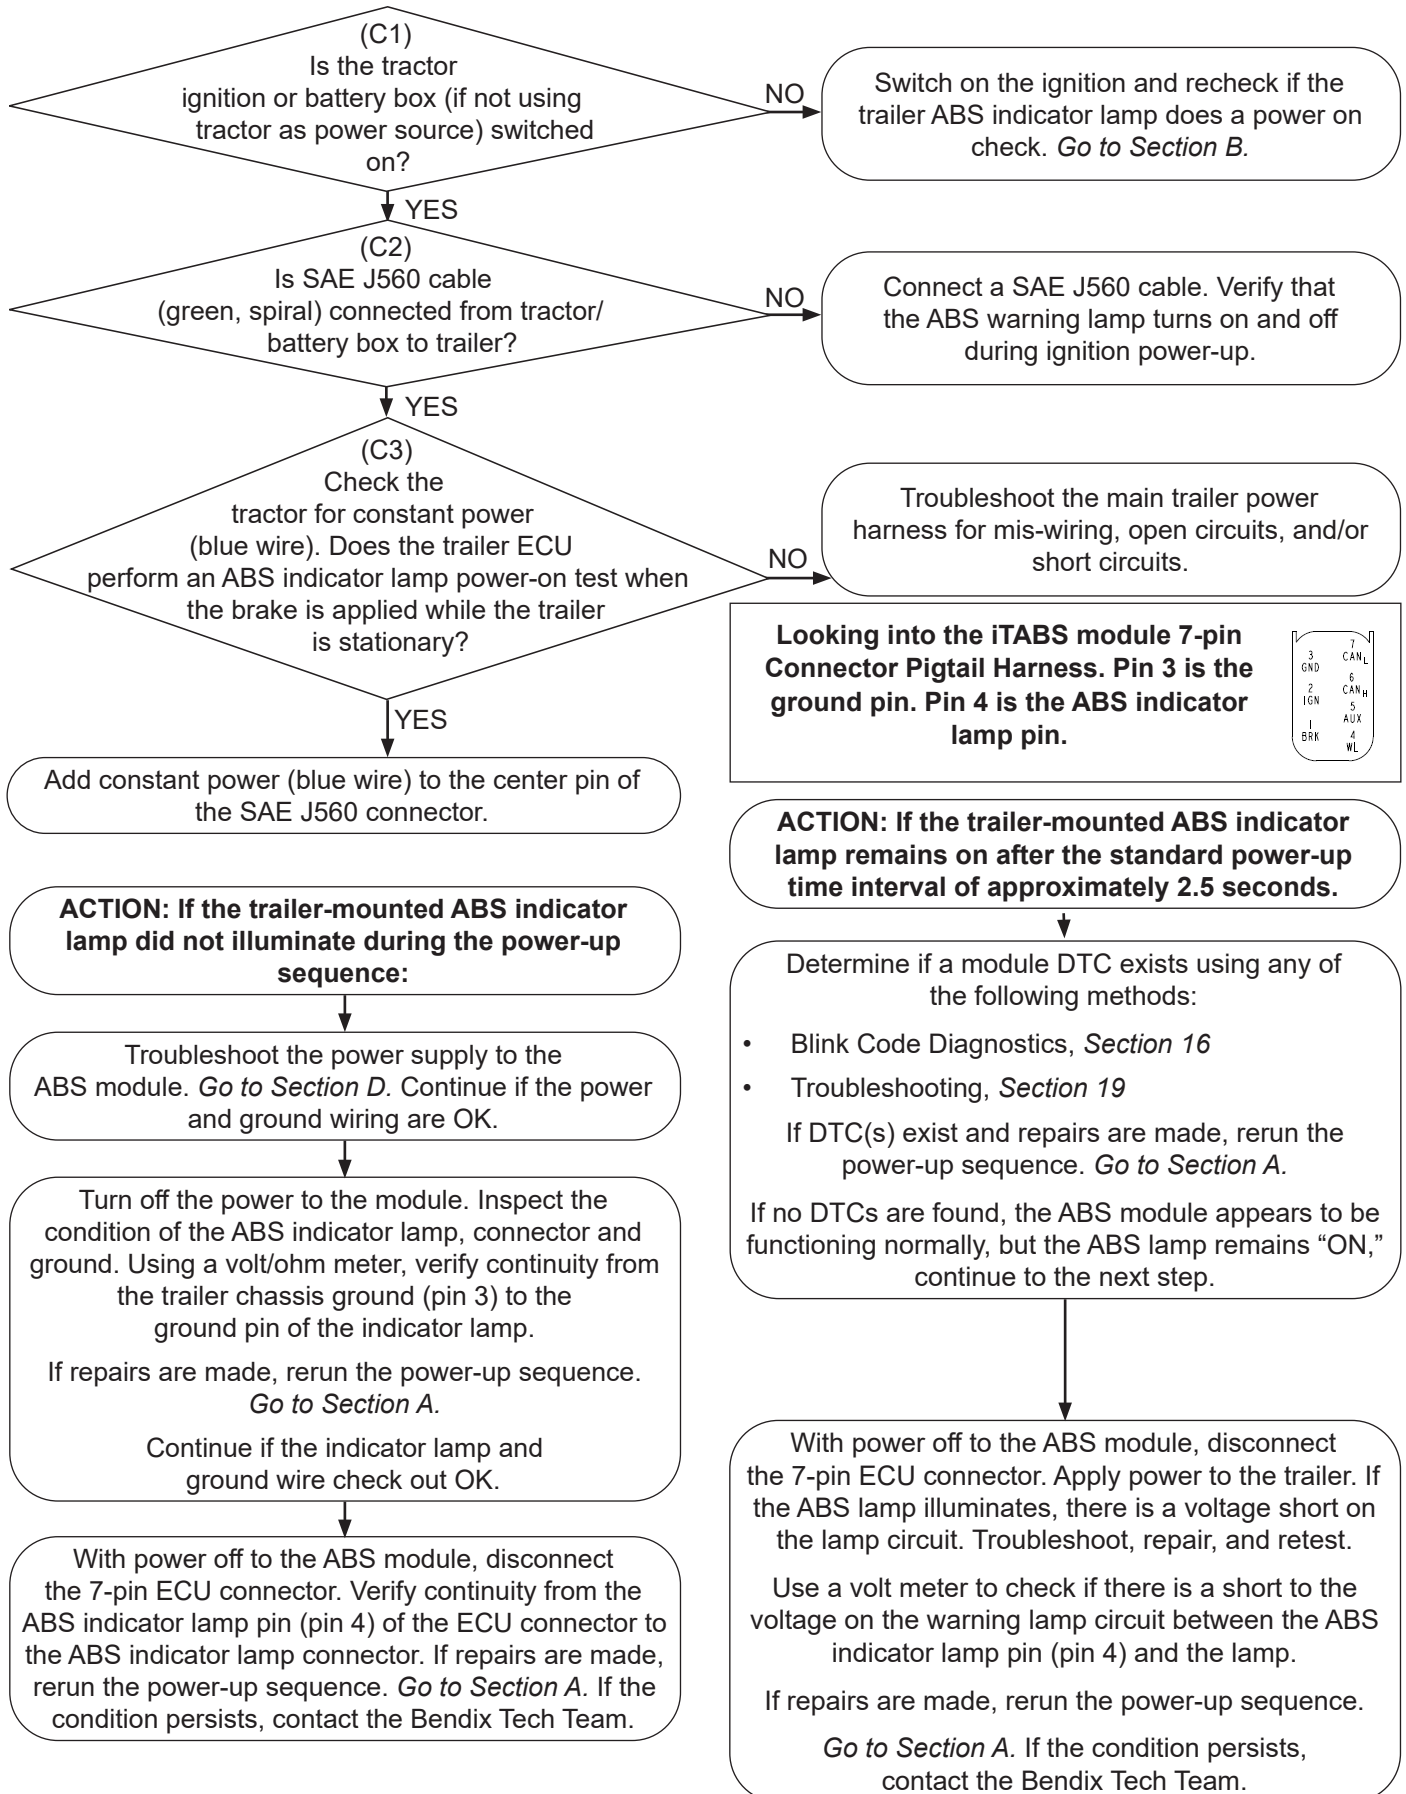 (C1)
Is the tractor
ignition or battery box (if not using
tractor as power source) switched
on?
NO
Switch on the ignition and recheck if the
trailer ABS indicator lamp does a power on
check. Go to Section B.
YES
(C2)
Is SAE J560 cable
(green, spiral) connected from tractor/
battery box to trailer?
NO
Connect a SAE J560 cable. Verify that
the ABS warning lamp turns on and off
during ignition power-up.
YES
(C3)
Check the
tractor for constant power
(blue wire). Does the trailer ECU
perform an ABS indicator lamp power-on test when
the brake is applied while the trailer
is stationary?
NO
Troubleshoot the main trailer power
harness for mis-wiring, open circuits, and/or
short circuits.
YES
Add constant power (blue wire) to the center pin of
the SAE J560 connector.
Looking into the iTABS module 7-pin
Connector Pigtail Harness. Pin 3 is the
ground pin. Pin 4 is the ABS indicator
lamp pin.
3
GND
2
IGN
1
BRK
7
CANL
6
CANH
5
AUX
4
WL
ACTION: If the trailer-mounted ABS indicator
lamp did not illuminate during the power-up
sequence:
Troubleshoot the power supply to the
ABS module. Go to Section D. Continue if the power
and ground wiring are OK.
Turn off the power to the module. Inspect the
condition of the ABS indicator lamp, connector and
ground. Using a volt/ohm meter, verify continuity from
the trailer chassis ground (pin 3) to the
ground pin of the indicator lamp.
If repairs are made, rerun the power-up sequence.
Go to Section A.
Continue if the indicator lamp and
ground wire check out OK.
With power off to the ABS module, disconnect
the 7-pin ECU connector. Verify continuity from the
ABS indicator lamp pin (pin 4) of the ECU connector to
the ABS indicator lamp connector. If repairs are made,
rerun the power-up sequence. Go to Section A. If the
condition persists, contact the Bendix Tech Team.
ACTION: If the trailer-mounted ABS indicator
lamp remains on after the standard power-up
time interval of approximately 2.5 seconds.
Determine if a module DTC exists using any of
the following methods:
• Blink Code Diagnostics, Section 16
• Troubleshooting, Section 19
If DTC(s) exist and repairs are made, rerun the
power-up sequence. Go to Section A.
If no DTCs are found, the ABS module appears to be
functioning normally, but the ABS lamp remains “ON,”
continue to the next step.
With power off to the ABS module, disconnect
the 7-pin ECU connector. Apply power to the trailer. If
the ABS lamp illuminates, there is a voltage short on
the lamp circuit. Troubleshoot, repair, and retest.
Use a volt meter to check if there is a short to the
voltage on the warning lamp circuit between the ABS
indicator lamp pin (pin 4) and the lamp.
If repairs are made, rerun the power-up sequence.
Go to Section A. If the condition persists,
contact the Bendix Tech Team.